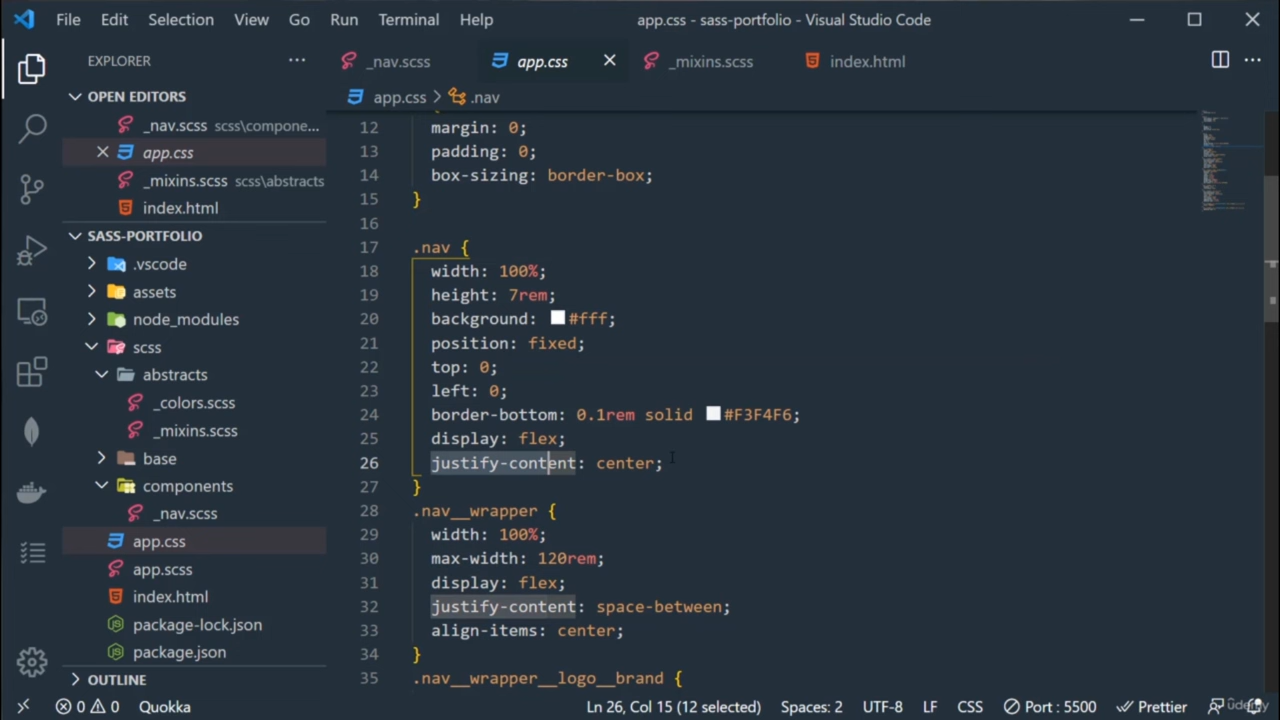 File Edit Selection View Go Run Terminal Help app.css - sass-portfolio - Visual Studio Code
EXPLORER
OPEN EDITORS
_nav.scss scss\compone...
app.css
_mixins.scss scss\abstracts
index.html
SASS-PORTFOLIO
.vscode
assets
node_modules
scss
abstracts
_colors.scss
_mixins.scss
base
components
_nav.scss
app.css
app.scss
index.html
package-lock.json
package.json
OUTLINE
_nav.scss app.css _mixins.scss index.html
app.css > .nav
12 margin: 0;
13 padding: 0;
14 box-sizing: border-box;
15 }
16
17 .nav {
18 width: 100%;
19 height: 7rem;
20 background: #fff;
21 position: fixed;
22 top: 0;
23 left: 0;
24 border-bottom: 0.1rem solid #F3F4F6;
25 display: flex;
26 justify-content: center;
27 }
28 .nav__wrapper {
29 width: 100%;
30 max-width: 120rem;
31 display: flex;
32 justify-content: space-between;
33 align-items: center;
34 }
35 .nav__wrapper__logo__brand {
0 0 Quokka Ln 26, Col 15 (12 selected) Spaces: 2 UTF-8 LF CSS Port : 5500 Prettier
udemy